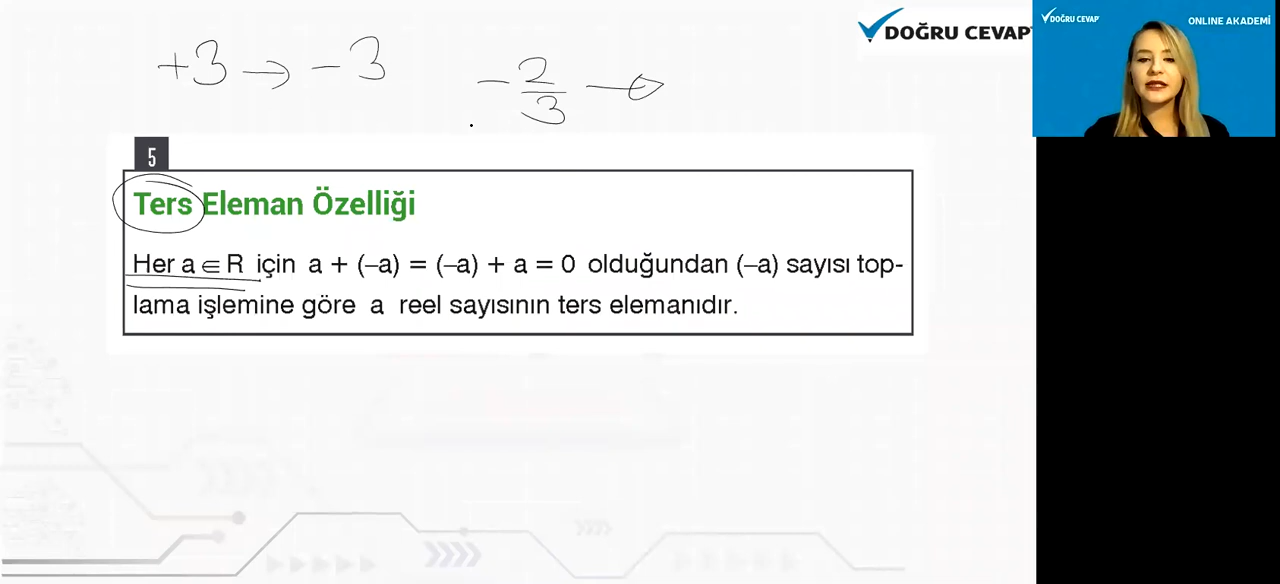 DOĞRU CEVAP
DOĞRU CEVAP
ONLINE AKADEMİ
+3 → -3
-2/3 →
5
Ters Eleman Özelliği
Her a ∈ R için a + (–a) = (–a) + a = 0 olduğundan (–a) sayısı top-
lama işlemine göre a reel sayısının ters elemanıdır.